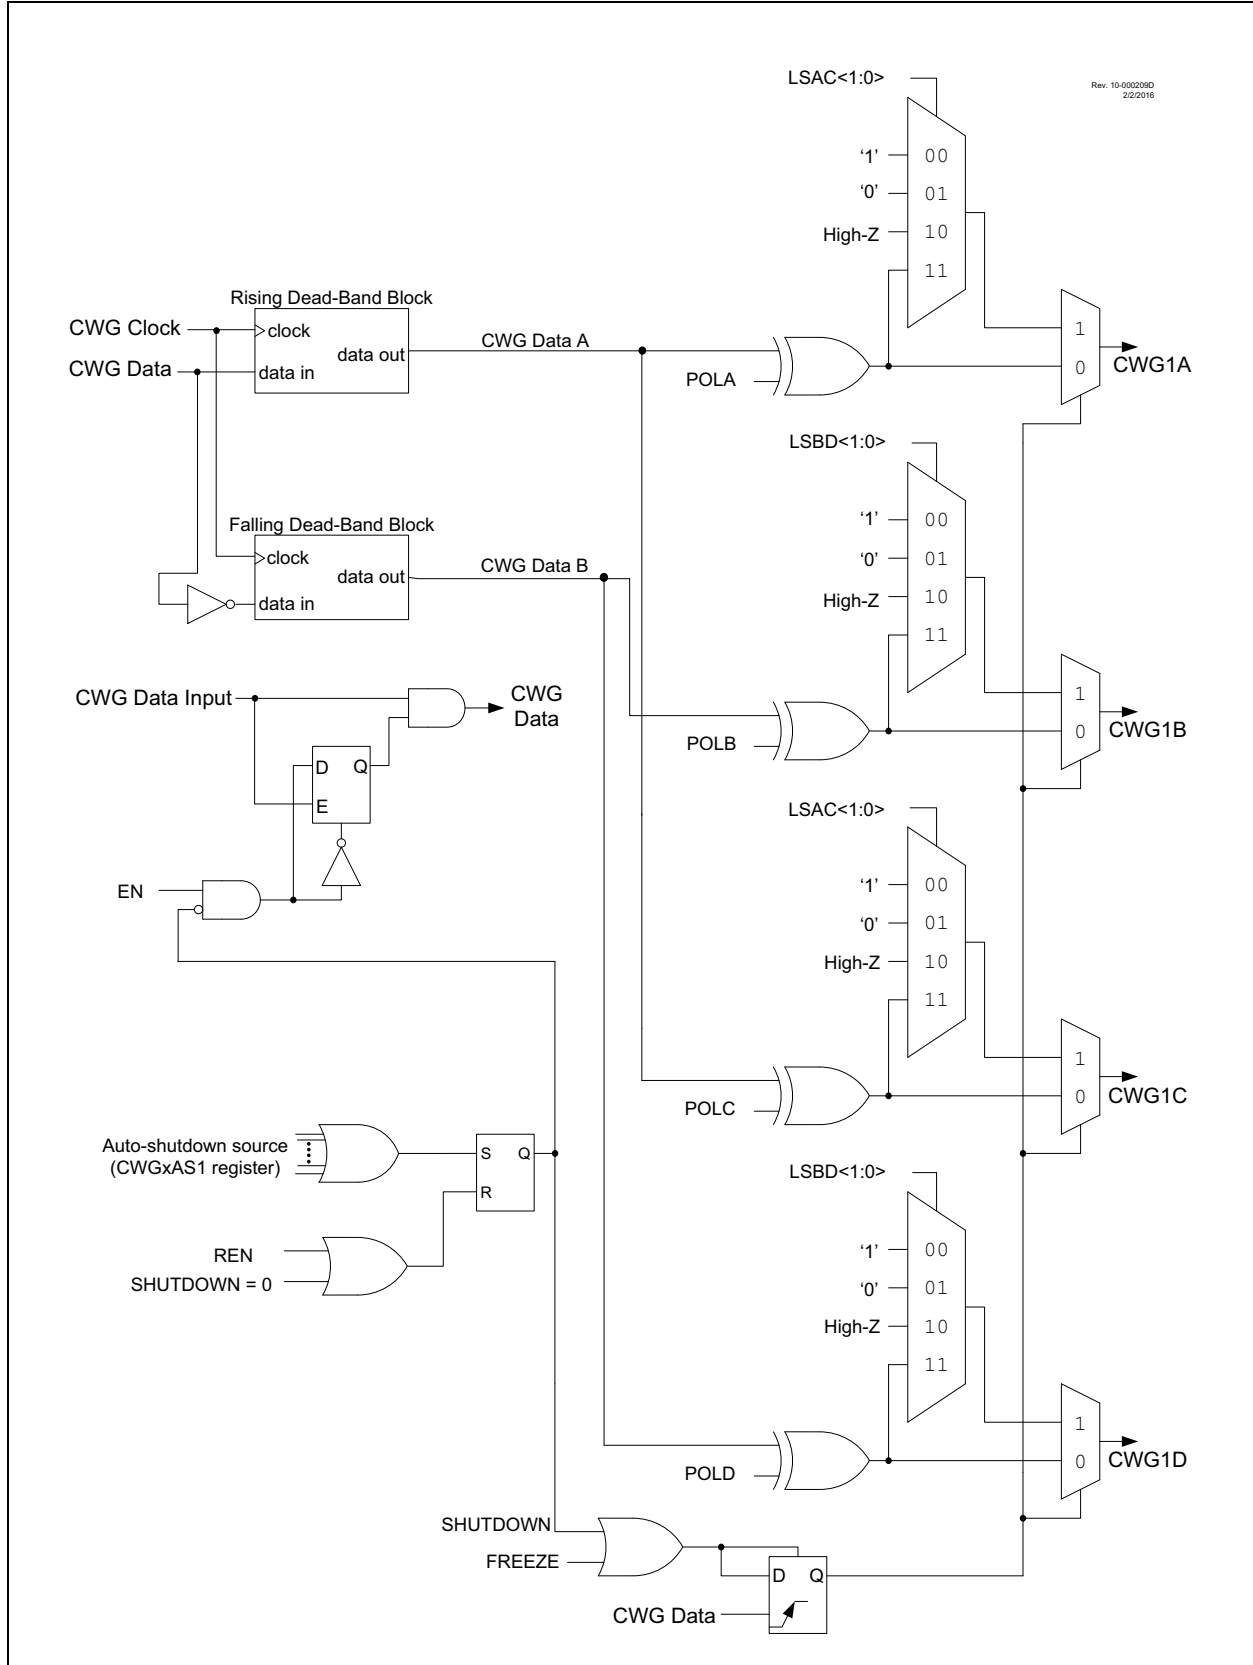 LSAC<1:0>
Rev. 10-000209D
2/2/2016
‘1’
00
‘0’
01
High-Z
10
11
Rising Dead-Band Block
CWG Clock
clock
data out
CWG Data
data in
CWG Data A
POLA
1
0
CWG1A
LSBD<1:0>
‘1’
00
‘0’
01
High-Z
10
11
Falling Dead-Band Block
clock
data out
data in
CWG Data B
POLB
1
0
CWG1B
CWG Data Input
CWG
Data
D
Q
E
EN
LSAC<1:0>
‘1’
00
‘0’
01
High-Z
10
11
POLC
1
0
CWG1C
Auto-shutdown source
(CWGxAS1 register)
S
Q
R
REN
SHUTDOWN = 0
LSBD<1:0>
‘1’
00
‘0’
01
High-Z
10
11
POLD
1
0
CWG1D
SHUTDOWN
FREEZE
D
Q
CWG Data